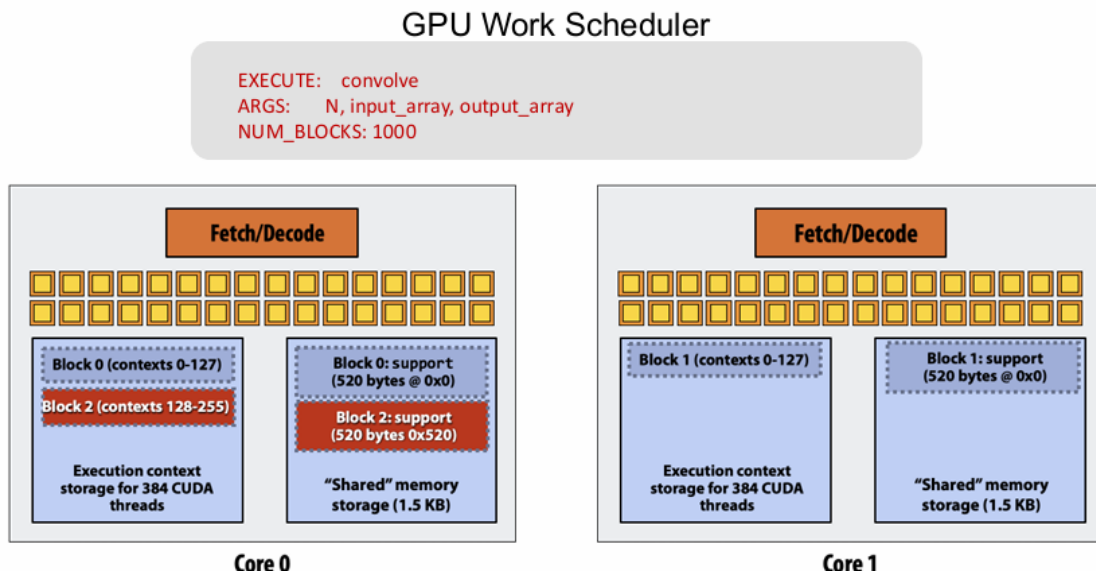 GPU Work Scheduler
EXECUTE: convolve
ARGS: N, input_array, output_array
NUM_BLOCKS: 1000
Fetch/Decode
Block 0 (contexts 0-127)
Block 2 (contexts 128-255)
Execution context
storage for 384 CUDA
threads
Block 0: support
(520 bytes @ 0x0)
Block 2: support
(520 bytes 0x520)
“Shared” memory
storage (1.5 KB)
Core 0
Fetch/Decode
Block 1 (contexts 0-127)
Execution context
storage for 384 CUDA
threads
Block 1: support
(520 bytes @ 0x0)
“Shared” memory
storage (1.5 KB)
Core 1